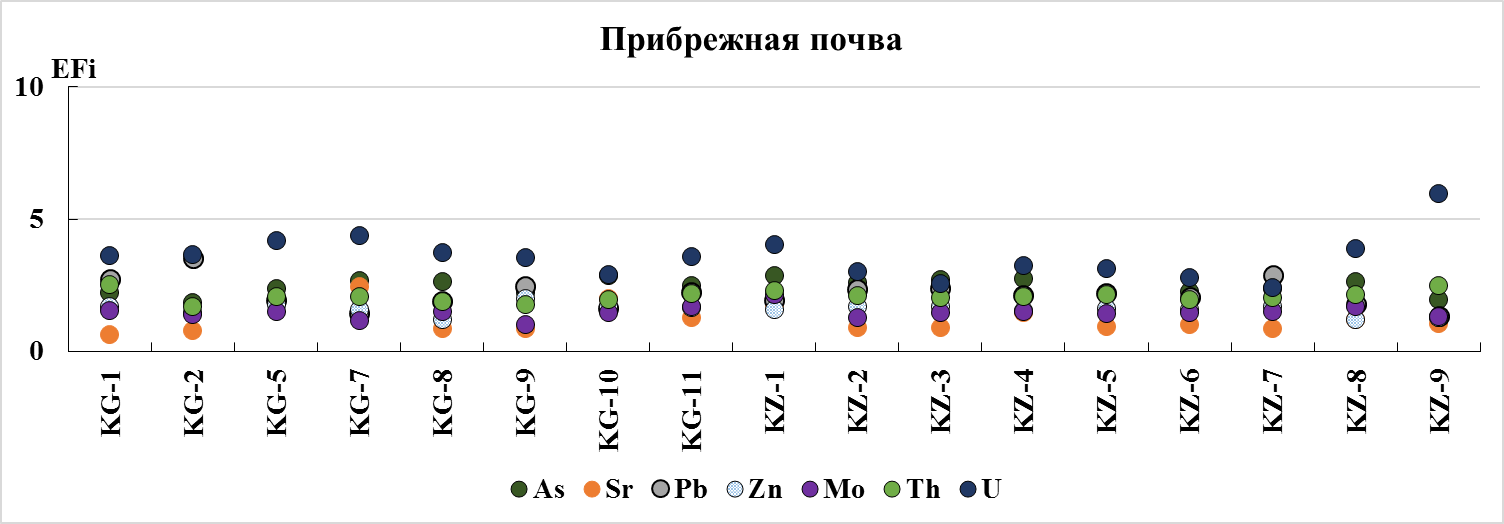 Прибрежная почва
EFi
10
5
0
KG-1 KG-2 KG-5 KG-7 KG-8 KG-9 KG-10 KG-11 KZ-1 KZ-2 KZ-3 KZ-4 KZ-5 KZ-6 KZ-7 KZ-8 KZ-9
As Sr Pb Zn Mo Th U